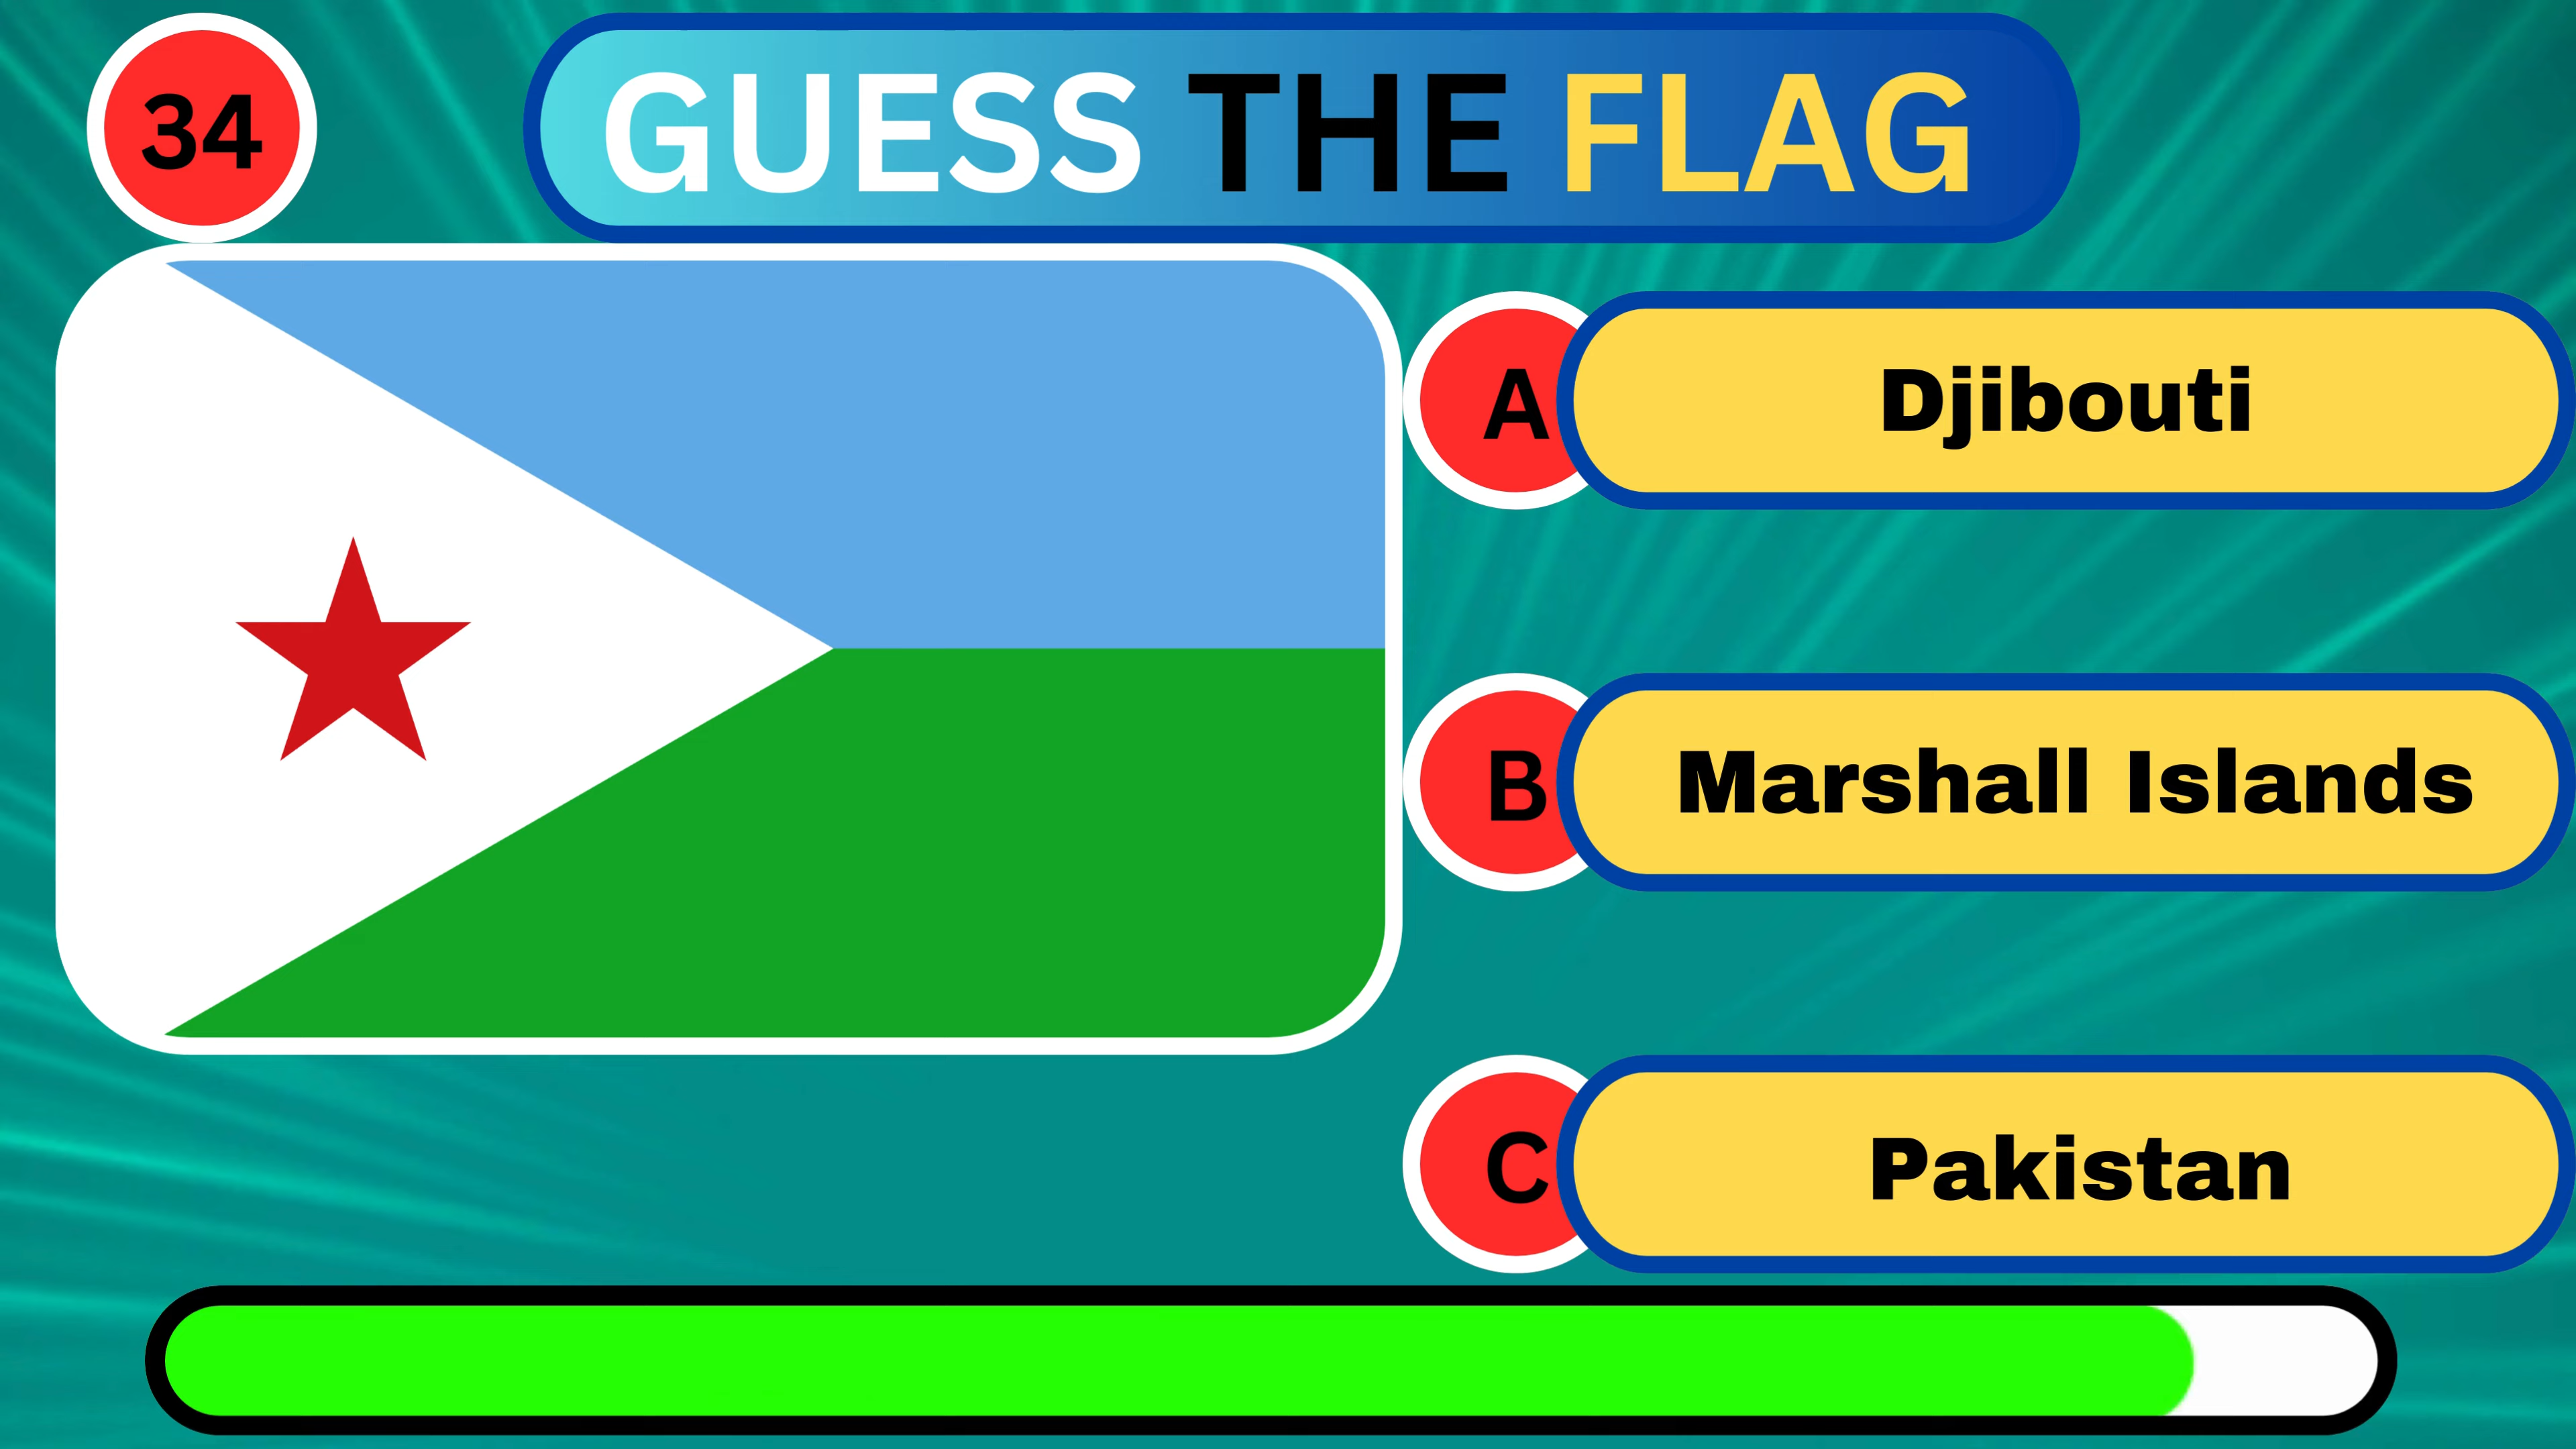 34
GUESS THE FLAG
A
Djibouti
B
Marshall Islands
C
Pakistan